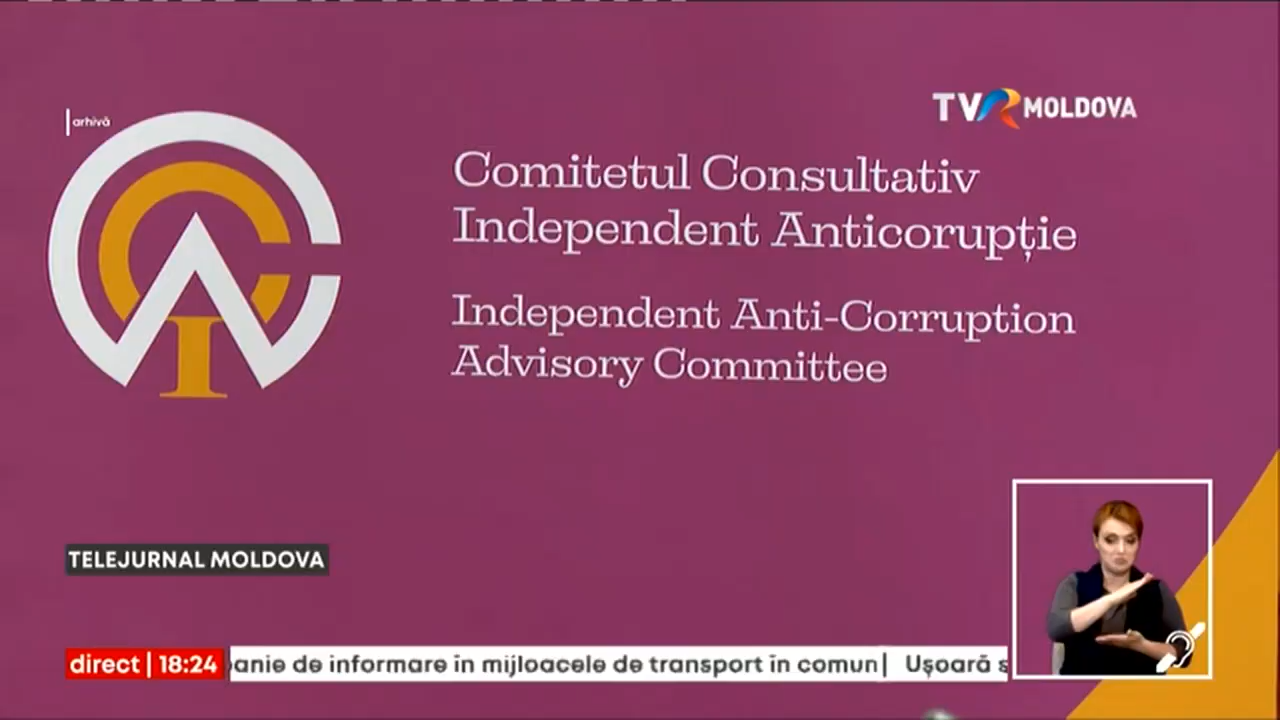 arhivă
TVR MOLDOVA
Comitetul Consultativ
Independent Anticorupție
Independent Anti-Corruption
Advisory Committee
TELEJURNAL MOLDOVA
direct | 18:24
de informare în mijloacele de transport în comun| Ușoară